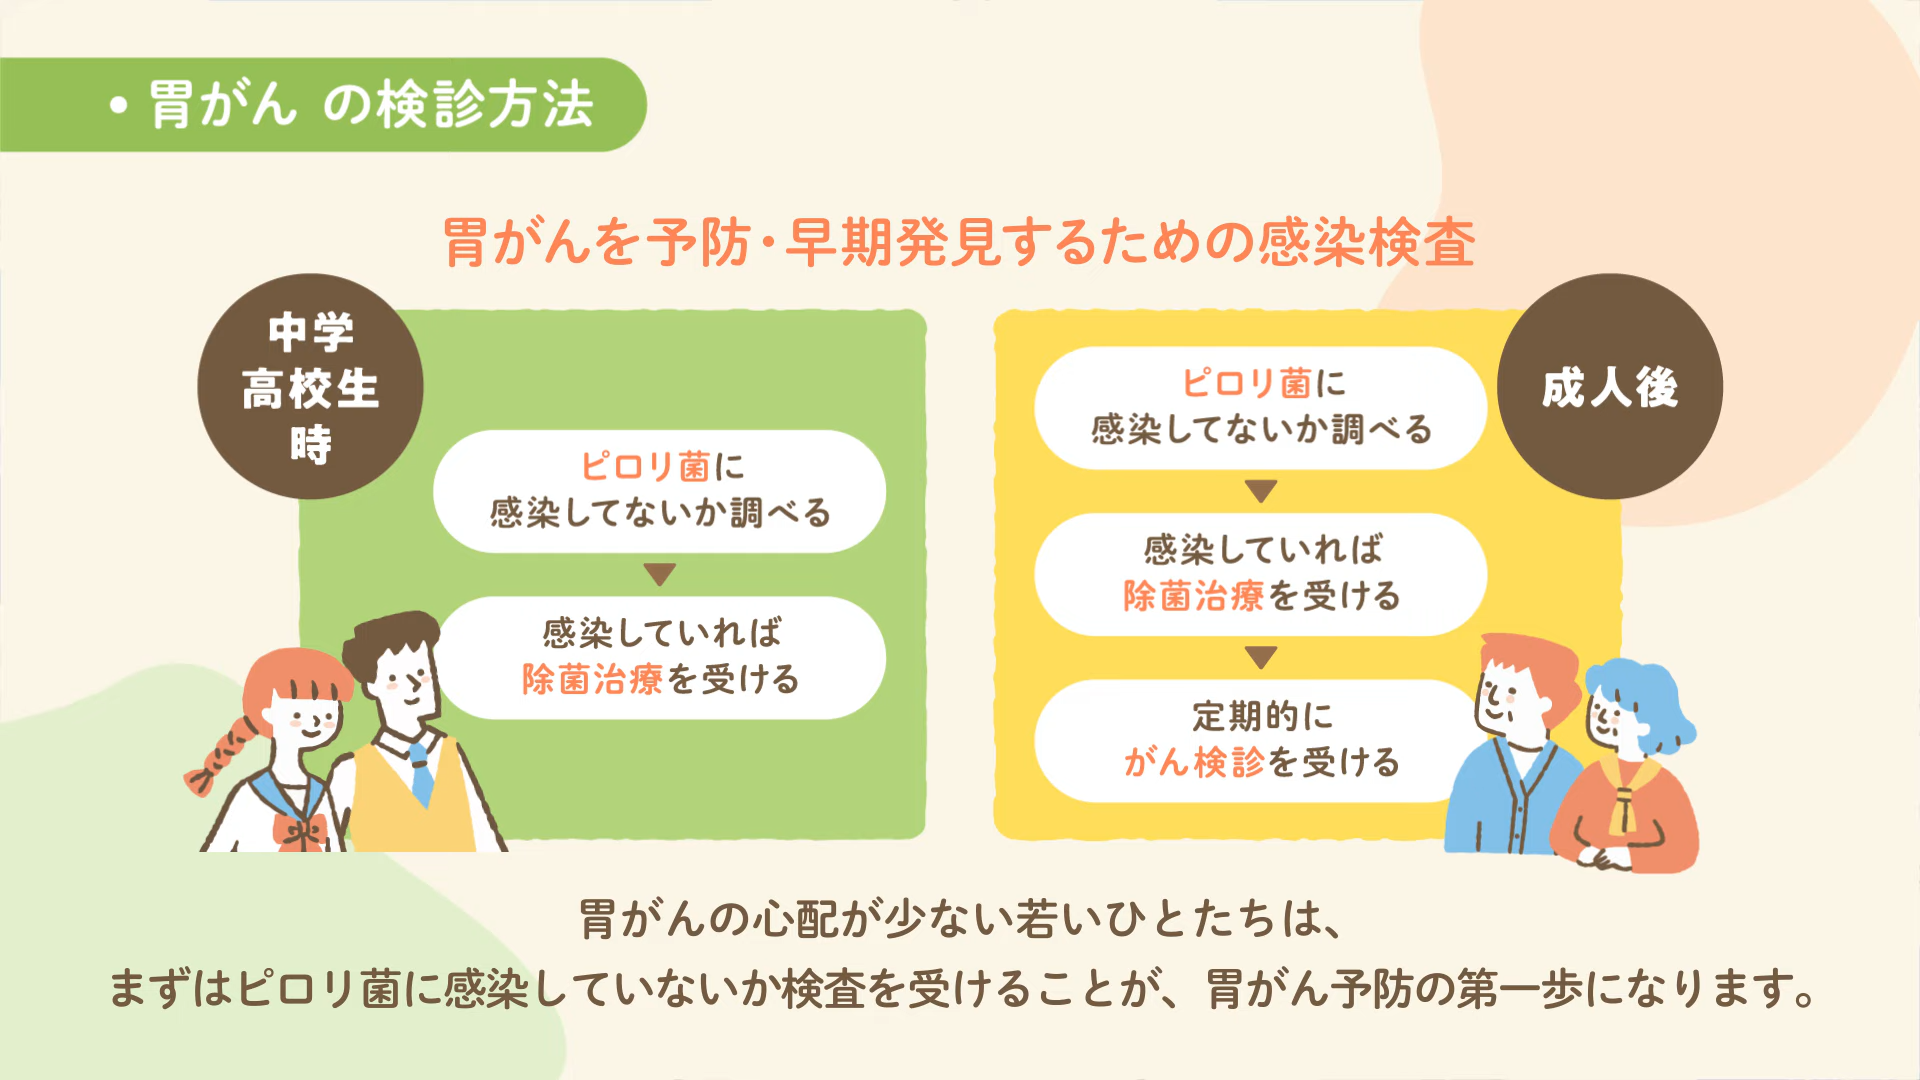 • 胃がん の検診方法
胃がんを予防・早期発見するための感染検査
中学
高校生
時
ピロリ菌に
感染してないか調べる
感染していれば
除菌治療を受ける
成人後
ピロリ菌に
感染してないか調べる
感染していれば
除菌治療を受ける
定期的に
がん検診を受ける
胃がんの心配が少ない若いひとたちは、
まずはピロリ菌に感染していないか検査を受けることが、胃がん予防の第一歩になります。